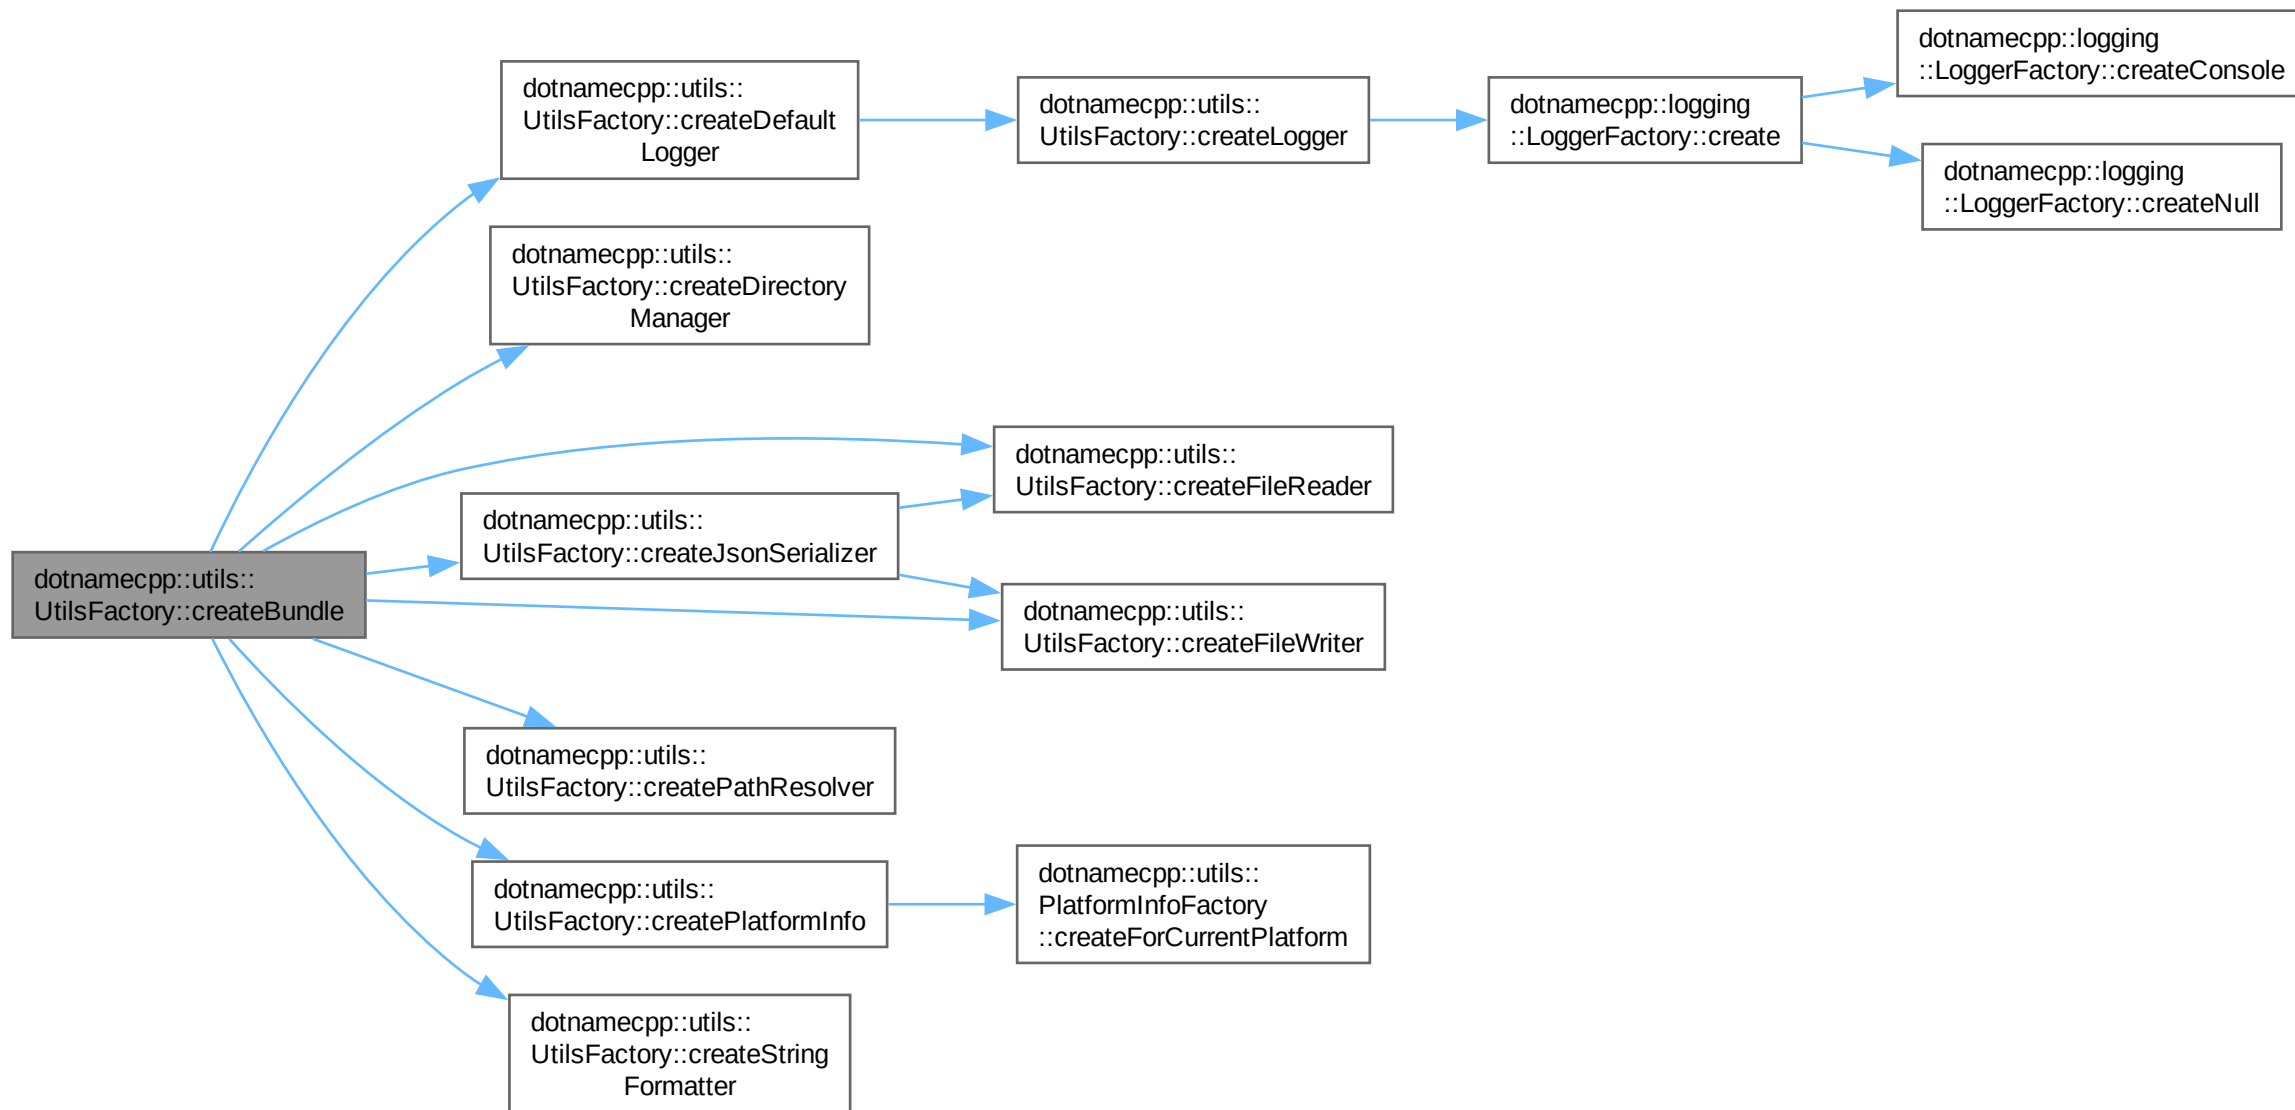 dotnamecpp::logging
::LoggerFactory::createConsole
dotnamecpp::utils::
UtilsFactory::createDefault
Logger
dotnamecpp::utils::
UtilsFactory::createLogger
dotnamecpp::logging
::LoggerFactory::create
dotnamecpp::logging
::LoggerFactory::createNull
dotnamecpp::utils::
UtilsFactory::createDirectory
Manager
dotnamecpp::utils::
UtilsFactory::createFileReader
dotnamecpp::utils::
UtilsFactory::createJsonSerializer
dotnamecpp::utils::
UtilsFactory::createBundle
dotnamecpp::utils::
UtilsFactory::createFileWriter
dotnamecpp::utils::
UtilsFactory::createPathResolver
dotnamecpp::utils::
UtilsFactory::createPlatformInfo
dotnamecpp::utils::
PlatformInfoFactory
::createForCurrentPlatform
dotnamecpp::utils::
UtilsFactory::createString
Formatter